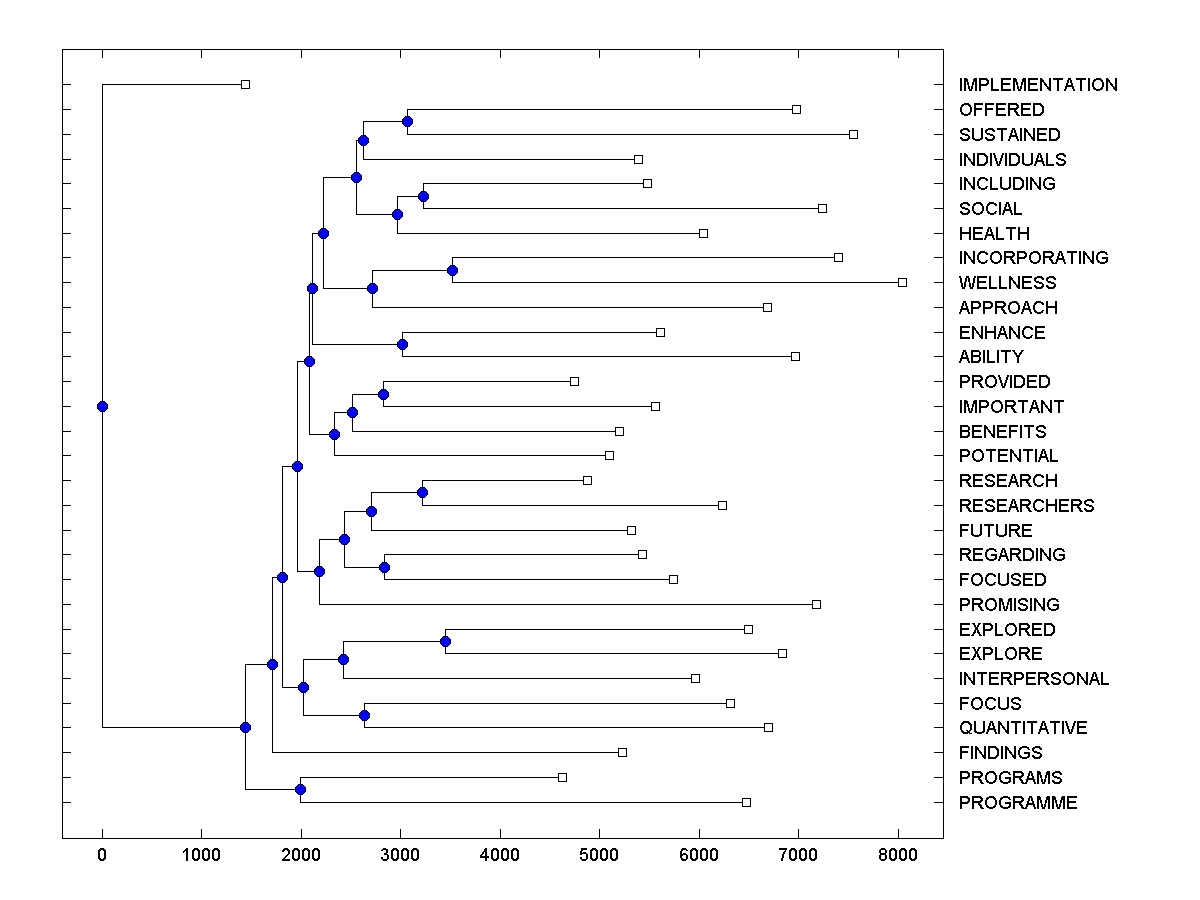 IMPLEMENTATION
OFFERED
SUSTAINED
INDIVIDUALS
INCLUDING
SOCIAL
HEALTH
INCORPORATING
WELLNESS
APPROACH
ENHANCE
ABILITY
PROVIDED
IMPORTANT
BENEFITS
POTENTIAL
RESEARCH
RESEARCHERS
FUTURE
REGARDING
FOCUSED
PROMISING
EXPLORED
EXPLORE
INTERPERSONAL
FOCUS
QUANTITATIVE
FINDINGS
PROGRAMS
PROGRAMME
0 1000 2000 3000 4000 5000 6000 7000 8000